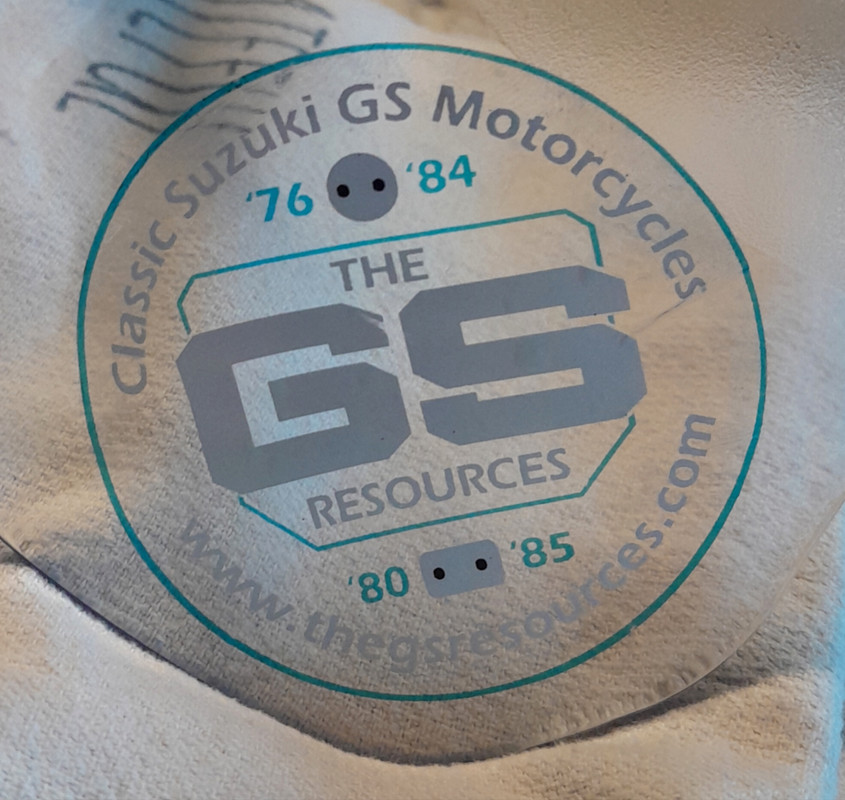 Classic Suzuki GS Motorcycles
'76 '84
THE
GS
RESOURCES
'80 '85
www.thegsresources.com